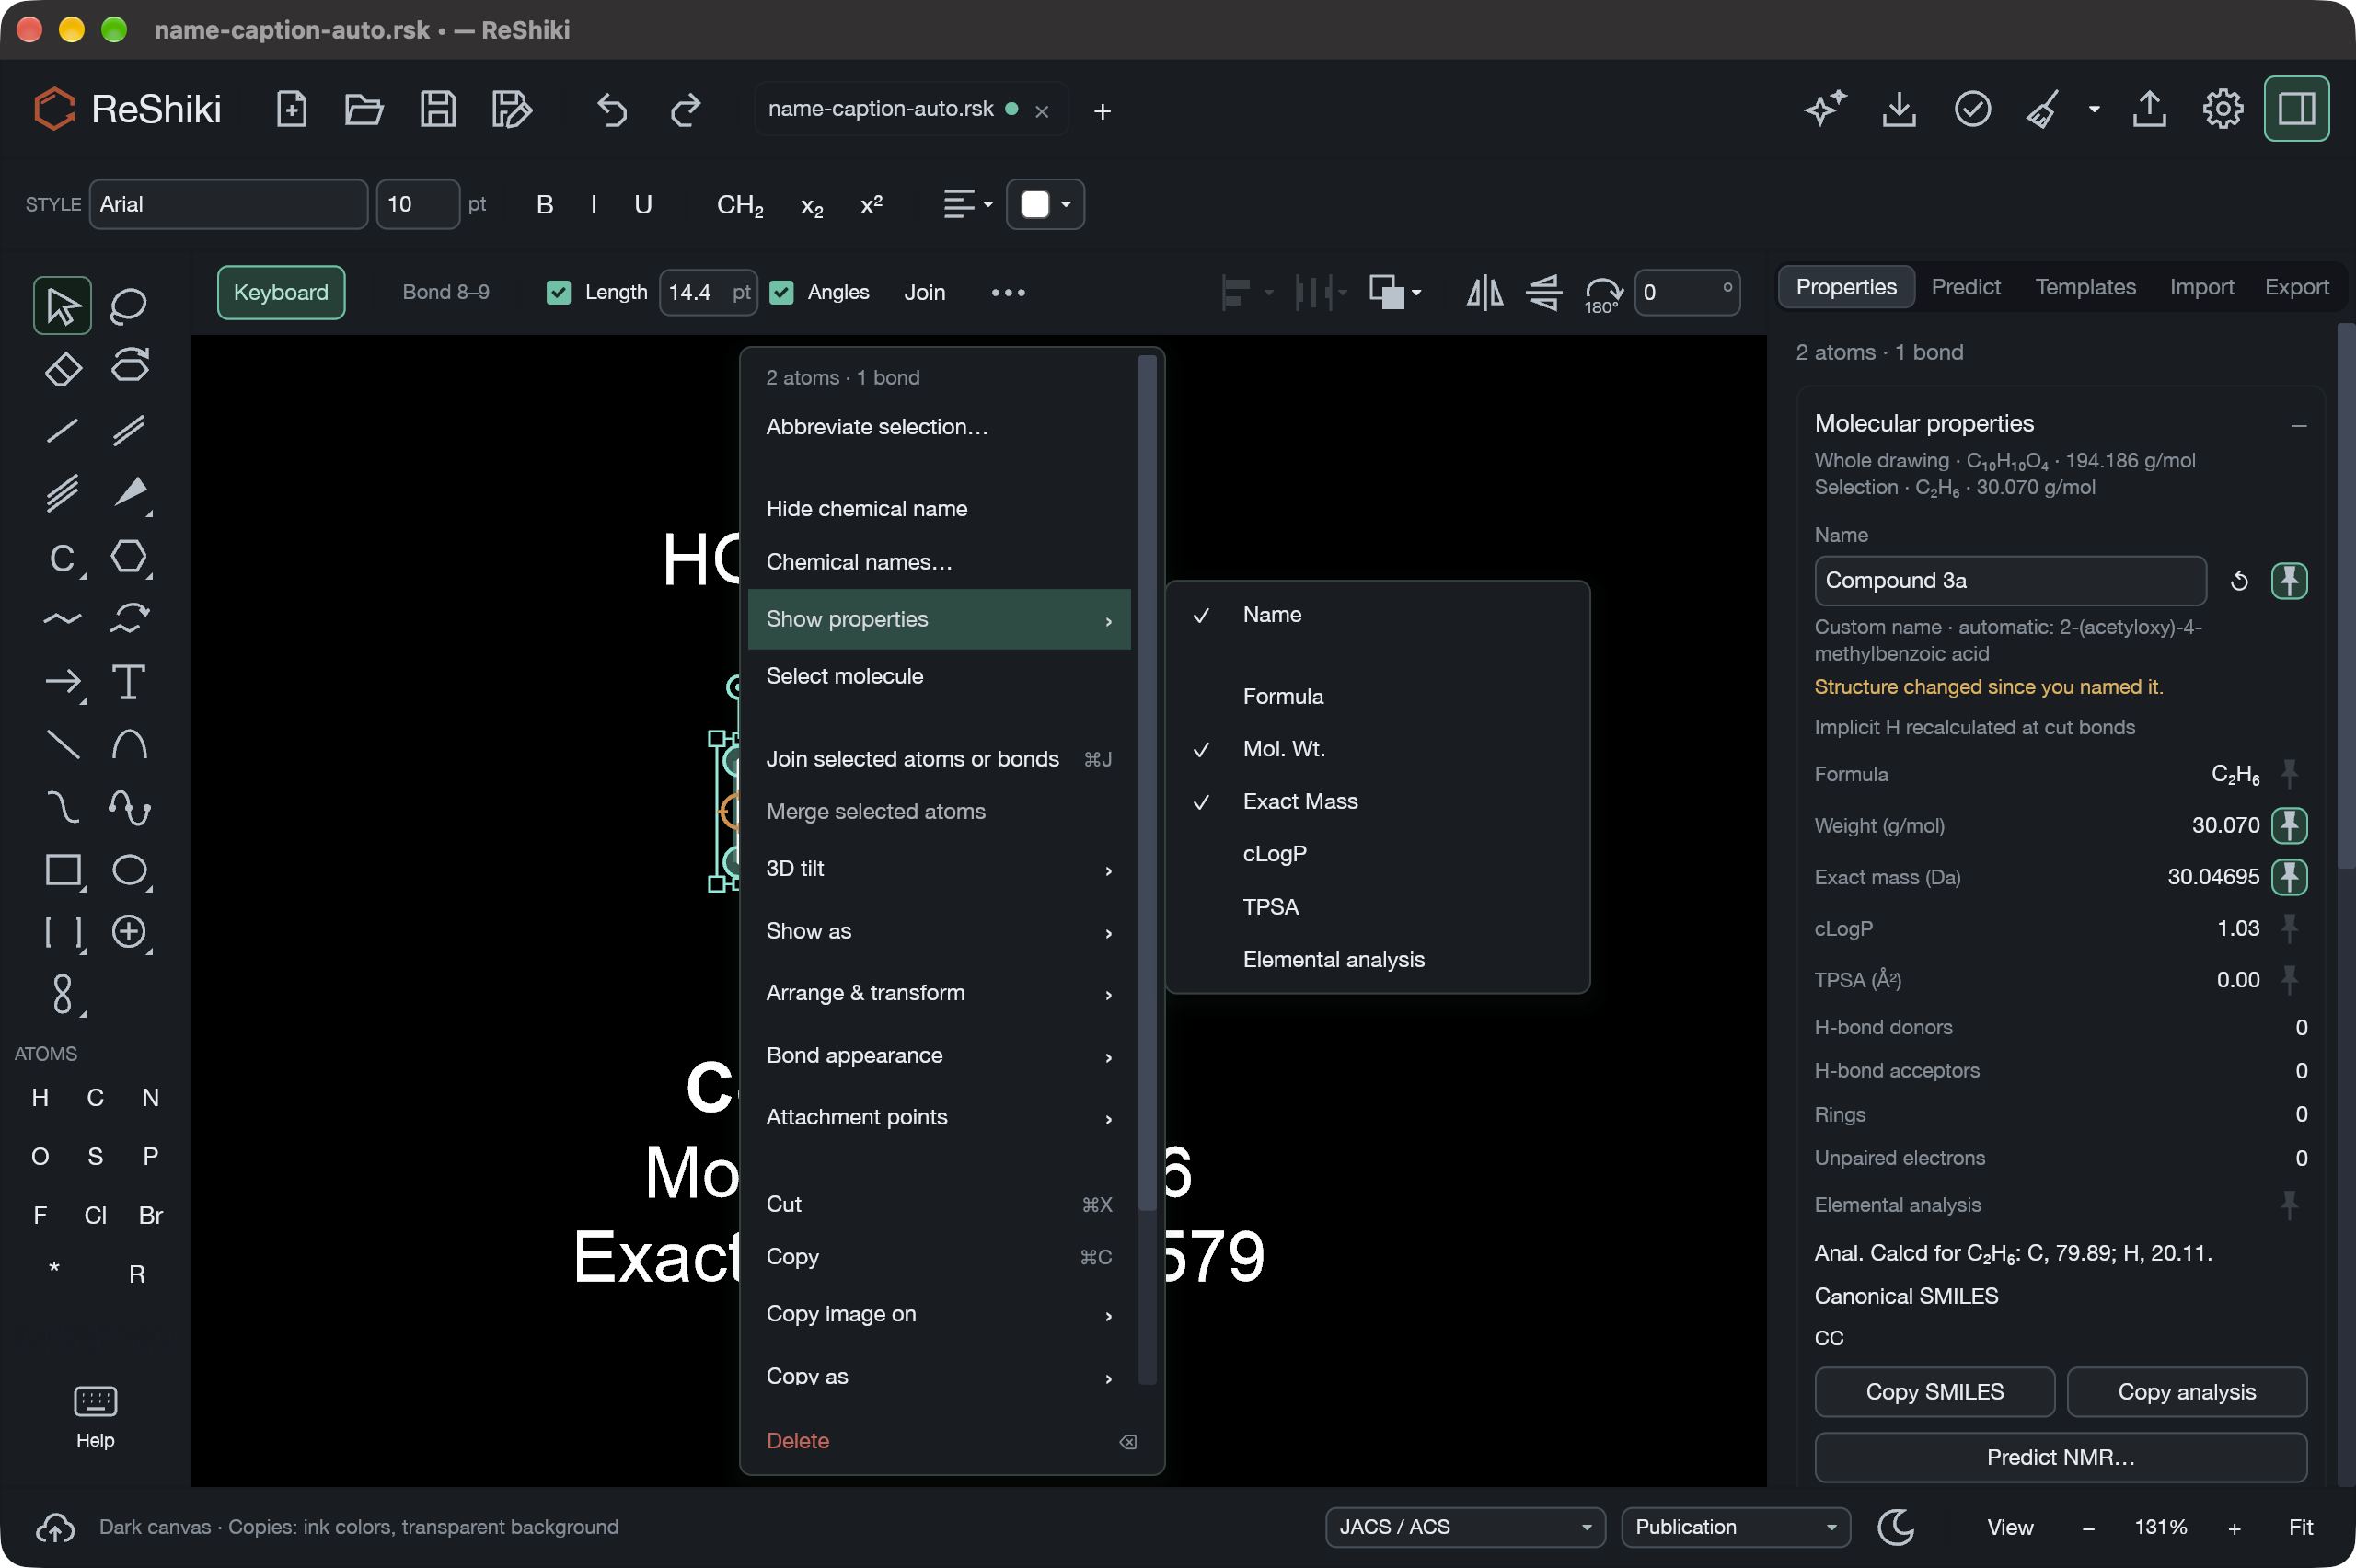 name-caption-auto.rsk • — ReShiki
ReShiki
name-caption-auto.rsk
STYLE Arial 10 pt B I U CH₂ x₂ x²
Keyboard Bond 8–9 Length 14.4 pt Angles Join ••• 180° 0 °
Properties Predict Templates Import Export
H
C
N
O
S
P
F
Cl
Br
*
R
C
T
ATOMS
Help
HO
C
Mo 6
Exact 579
2 atoms · 1 bond
Abbreviate selection…
Hide chemical name
Chemical names…
Show properties ›
Select molecule
Join selected atoms or bonds ⌘J
Merge selected atoms
3D tilt ›
Show as ›
Arrange & transform ›
Bond appearance ›
Attachment points ›
Cut ⌘X
Copy ⌘C
Copy image on ›
Copy as ›
Delete ⌫
✓ Name
Formula
✓ Mol. Wt.
✓ Exact Mass
cLogP
TPSA
Elemental analysis
2 atoms · 1 bond
Molecular properties –
Whole drawing · C₁₀H₁₀O₄ · 194.186 g/mol
Selection · C₂H₆ · 30.070 g/mol
Name
Compound 3a
Custom name · automatic: 2-(acetyloxy)-4-
methylbenzoic acid
Structure changed since you named it.
Implicit H recalculated at cut bonds
Formula C₂H₆
Weight (g/mol) 30.070
Exact mass (Da) 30.04695
cLogP 1.03
TPSA (Å²) 0.00
H-bond donors 0
H-bond acceptors 0
Rings 0
Unpaired electrons 0
Elemental analysis
Anal. Calcd for C₂H₆: C, 79.89; H, 20.11.
Canonical SMILES
CC
Copy SMILES Copy analysis
Predict NMR…
Dark canvas · Copies: ink colors, transparent background
JACS / ACS Publication View – 131% + Fit